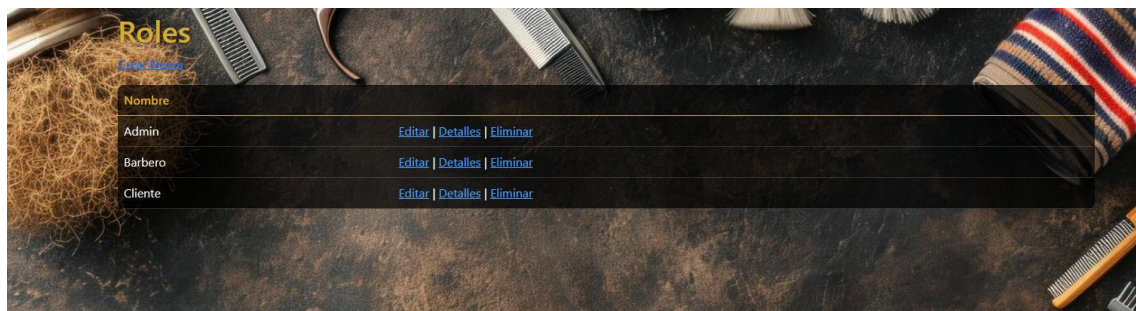 Roles
Crear Nuevo
Nombre
Admin Editar | Detalles | Eliminar
Barbero Editar | Detalles | Eliminar
Cliente Editar | Detalles | Eliminar